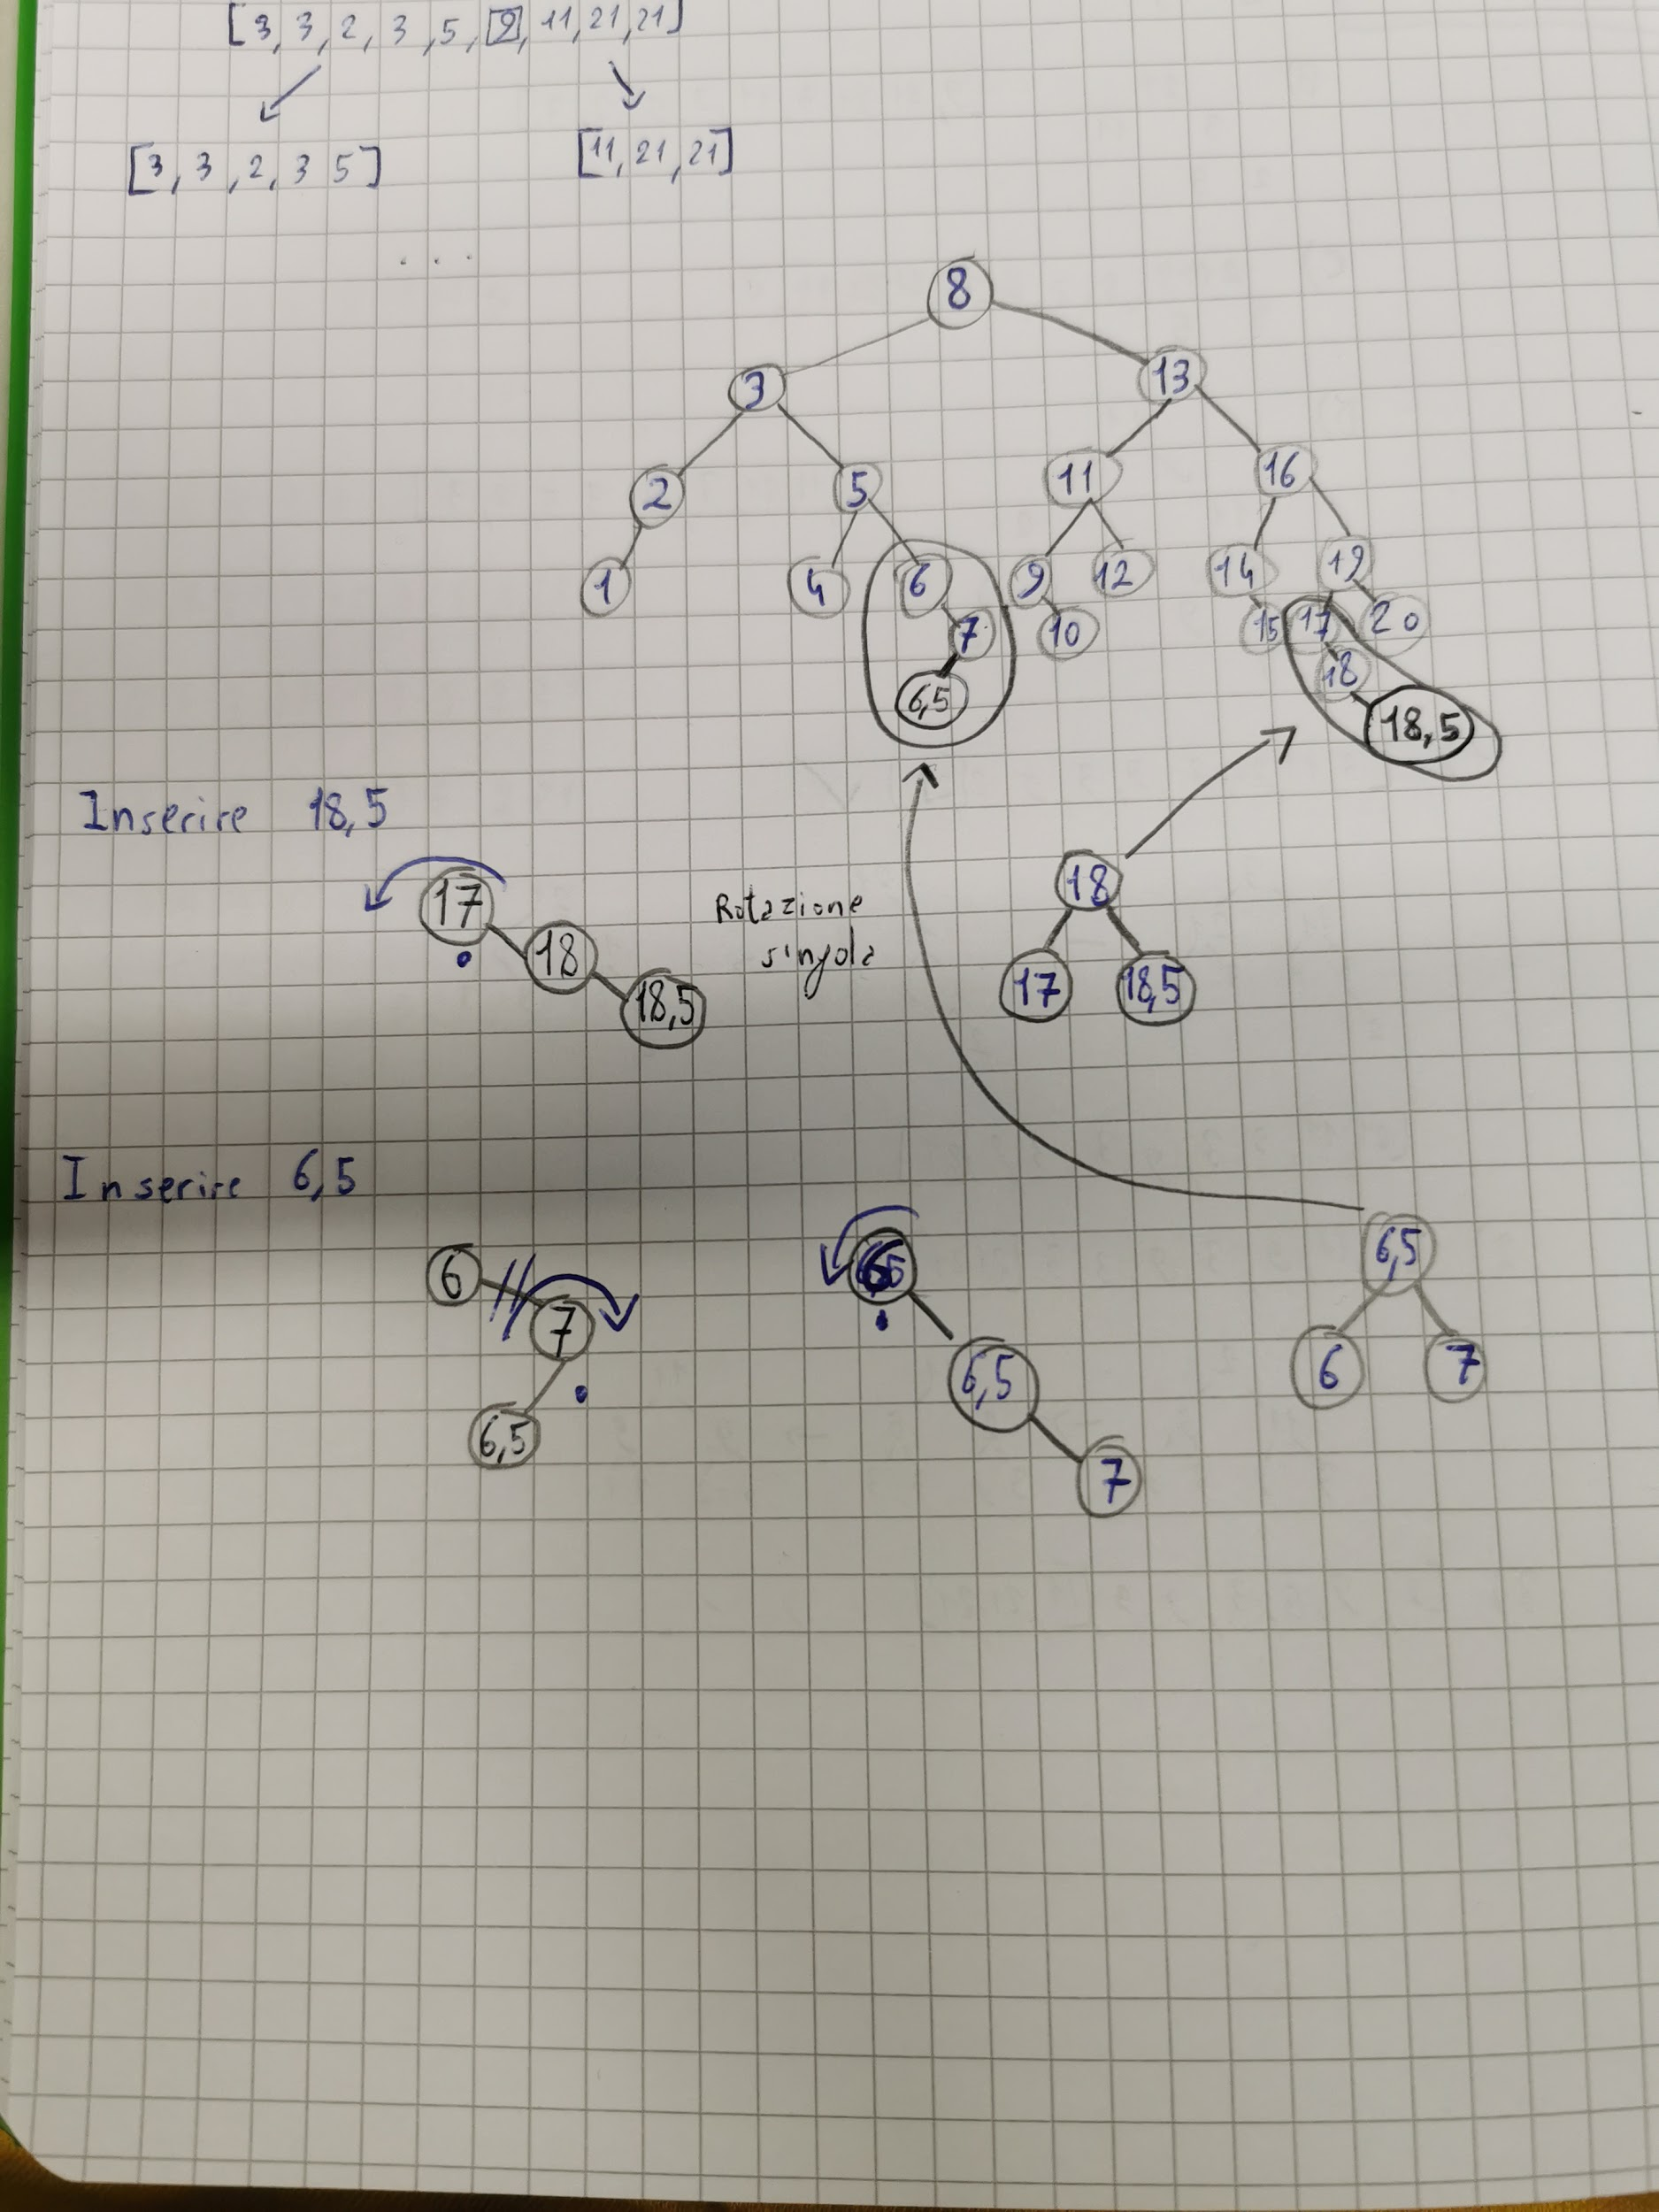 [3, 3, 2, 3, 5, 9, 11, 21, 21]
[3, 3, 2, 3 5] [11, 21, 21]
. . .
8
3 13
2 5 11 16
1 4 6 9 12 14 19
7 10 15 17 20
6,5 18
18,5
Inserire 18,5
17 18 18,5
Rotazione
singola
18
17 18,5
Inserire 6,5
6 7 6,5
6 6,5 7
6,5
6 7